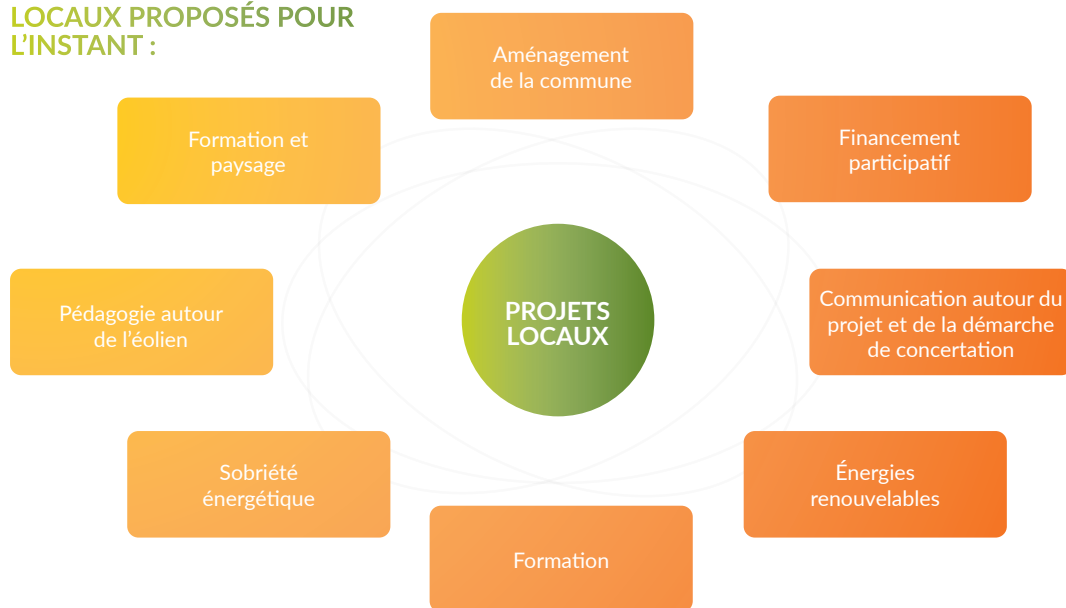 LOCAUX PROPOSÉS POUR
L'INSTANT :
Aménagement
de la commune
Formation et
paysage
Financement
participatif
Pédagogie autour
de l'éolien
PROJETS
LOCAUX
Communication autour du
projet et de la démarche
de concertation
Sobriété
énergétique
Énergies
renouvelables
Formation